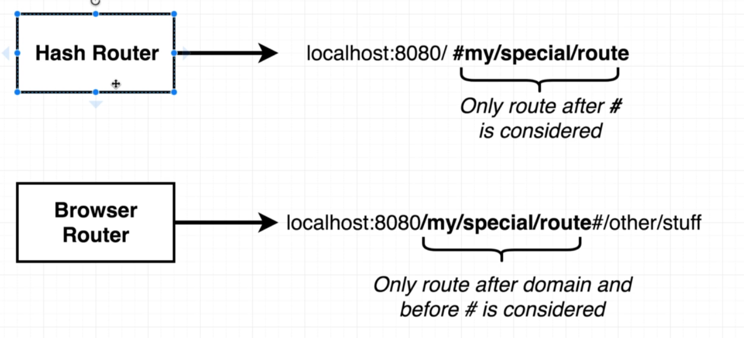 Hash Router
localhost:8080/ #my/special/route
Only route after #
is considered
Browser
Router
localhost:8080/my/special/route#/other/stuff
Only route after domain and
before # is considered